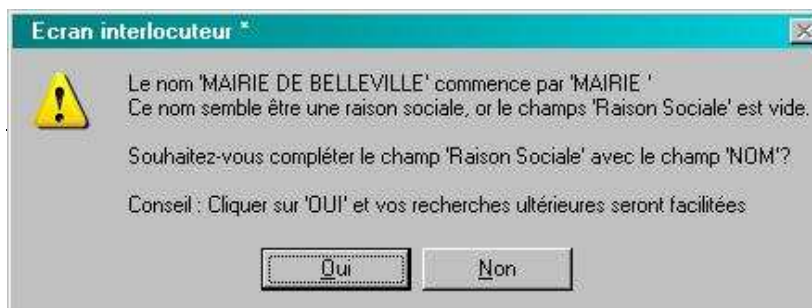 Ecran interlocuteur *
Le nom 'MAIRIE DE BELLEVILLE' commence par 'MAIRIE '
Ce nom semble être une raison sociale, or le champs 'Raison Sociale' est vide.
Souhaitez-vous compléter le champ 'Raison Sociale' avec le champ 'NOM'?
Conseil : Cliquer sur 'OUI' et vos recherches ultérieures seront facilitées
Oui
Non